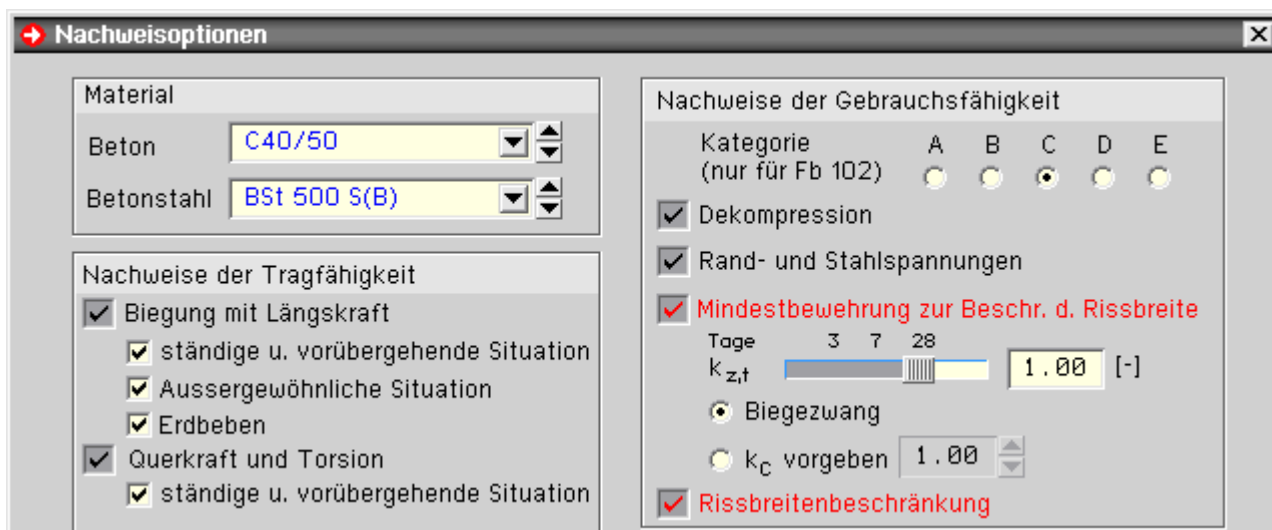 Nachweisoptionen
Material
Beton C40/50
Betonstahl BSt 500 S(B)
Nachweise der Tragfähigkeit
Biegung mit Längskraft
ständige u. vorübergehende Situation
Aussergewöhnliche Situation
Erdbeben
Querkraft und Torsion
ständige u. vorübergehende Situation
Nachweise der Gebrauchsfähigkeit
Kategorie A B C D E
(nur für Fb 102)
Dekompression
Rand- und Stahlspannungen
Mindestbewehrung zur Beschr. d. Rissbreite
Tage 3 7 28
kz,t 1.00 [-]
Biegezwang
kc vorgeben 1.00
Rissbreitenbeschränkung